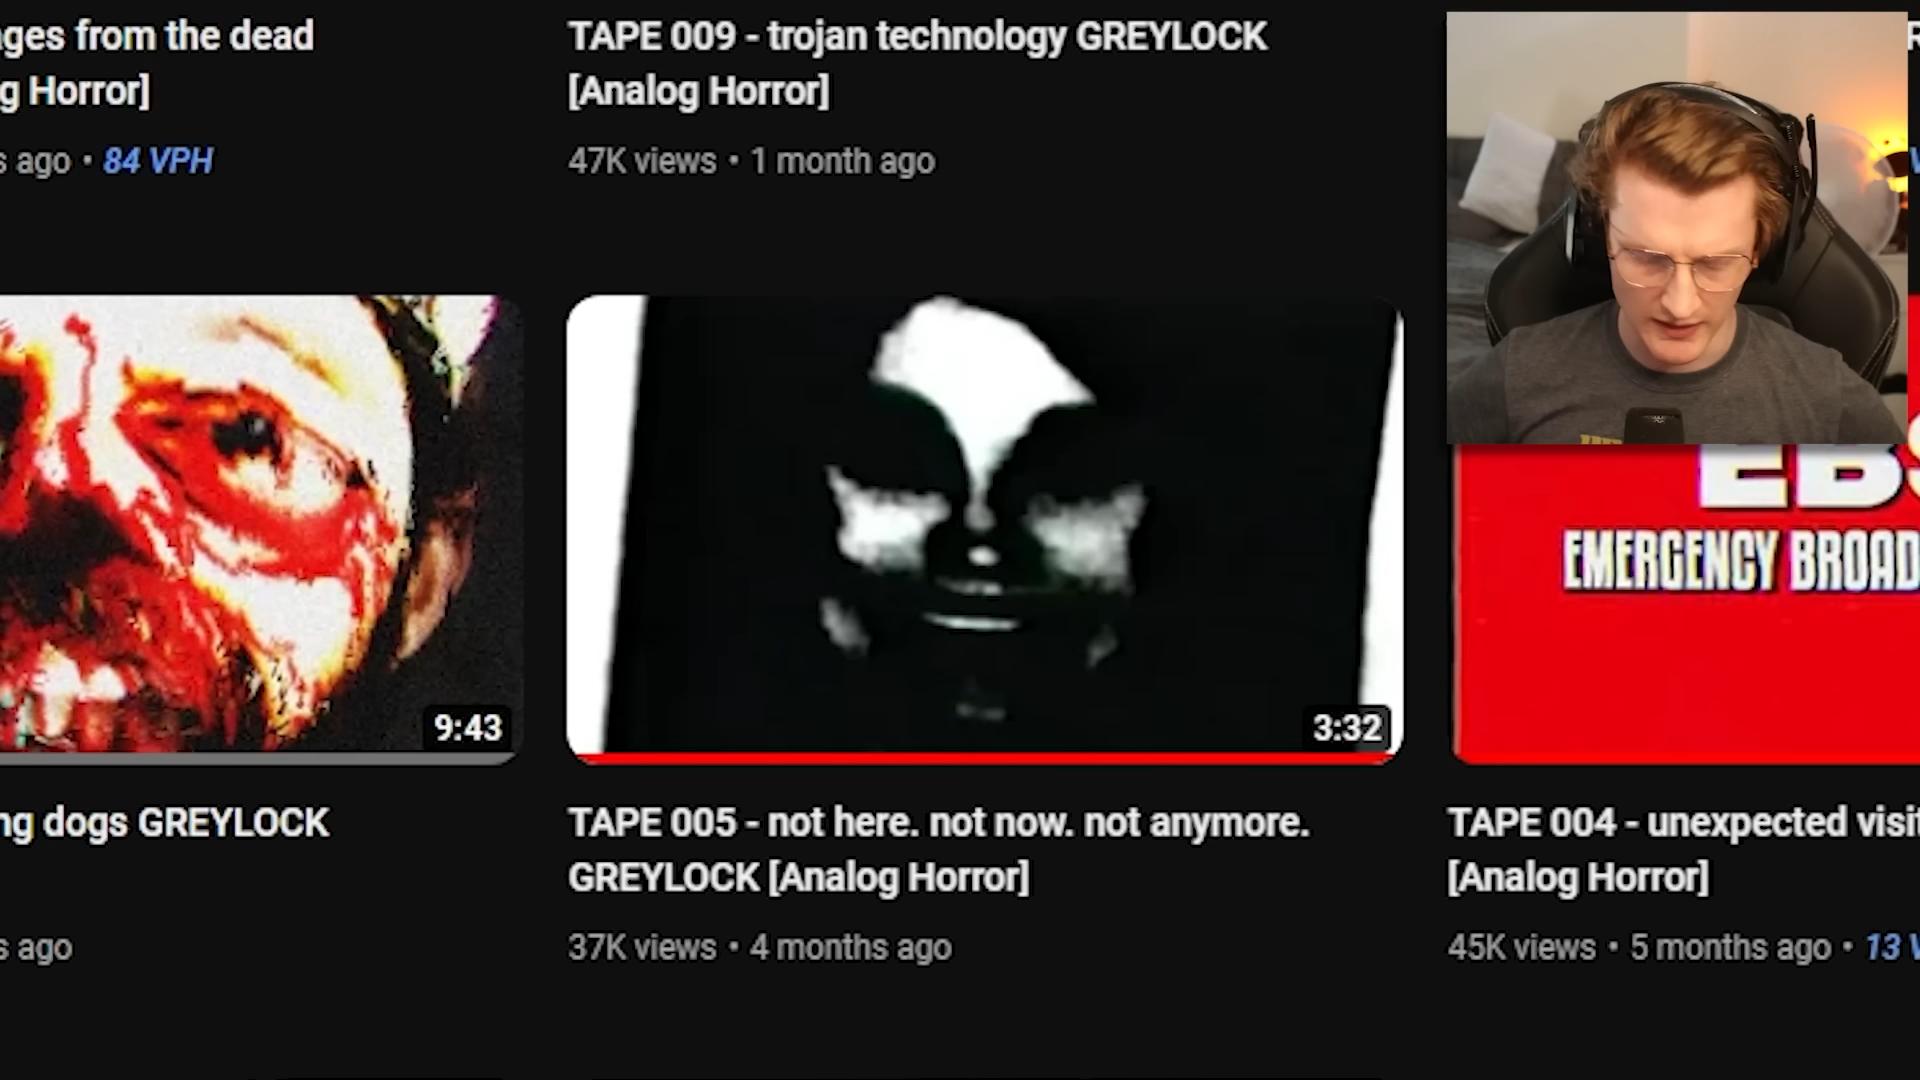 ages from the dead
g Horror]
s ago • 84 VPH
TAPE 009 - trojan technology GREYLOCK
[Analog Horror]
47K views • 1 month ago
9:43
3:32
EBS
EMERGENCY BROAD
ng dogs GREYLOCK
s ago
TAPE 005 - not here. not now. not anymore.
GREYLOCK [Analog Horror]
37K views • 4 months ago
TAPE 004 - unexpected visit
[Analog Horror]
45K views • 5 months ago • 13 V